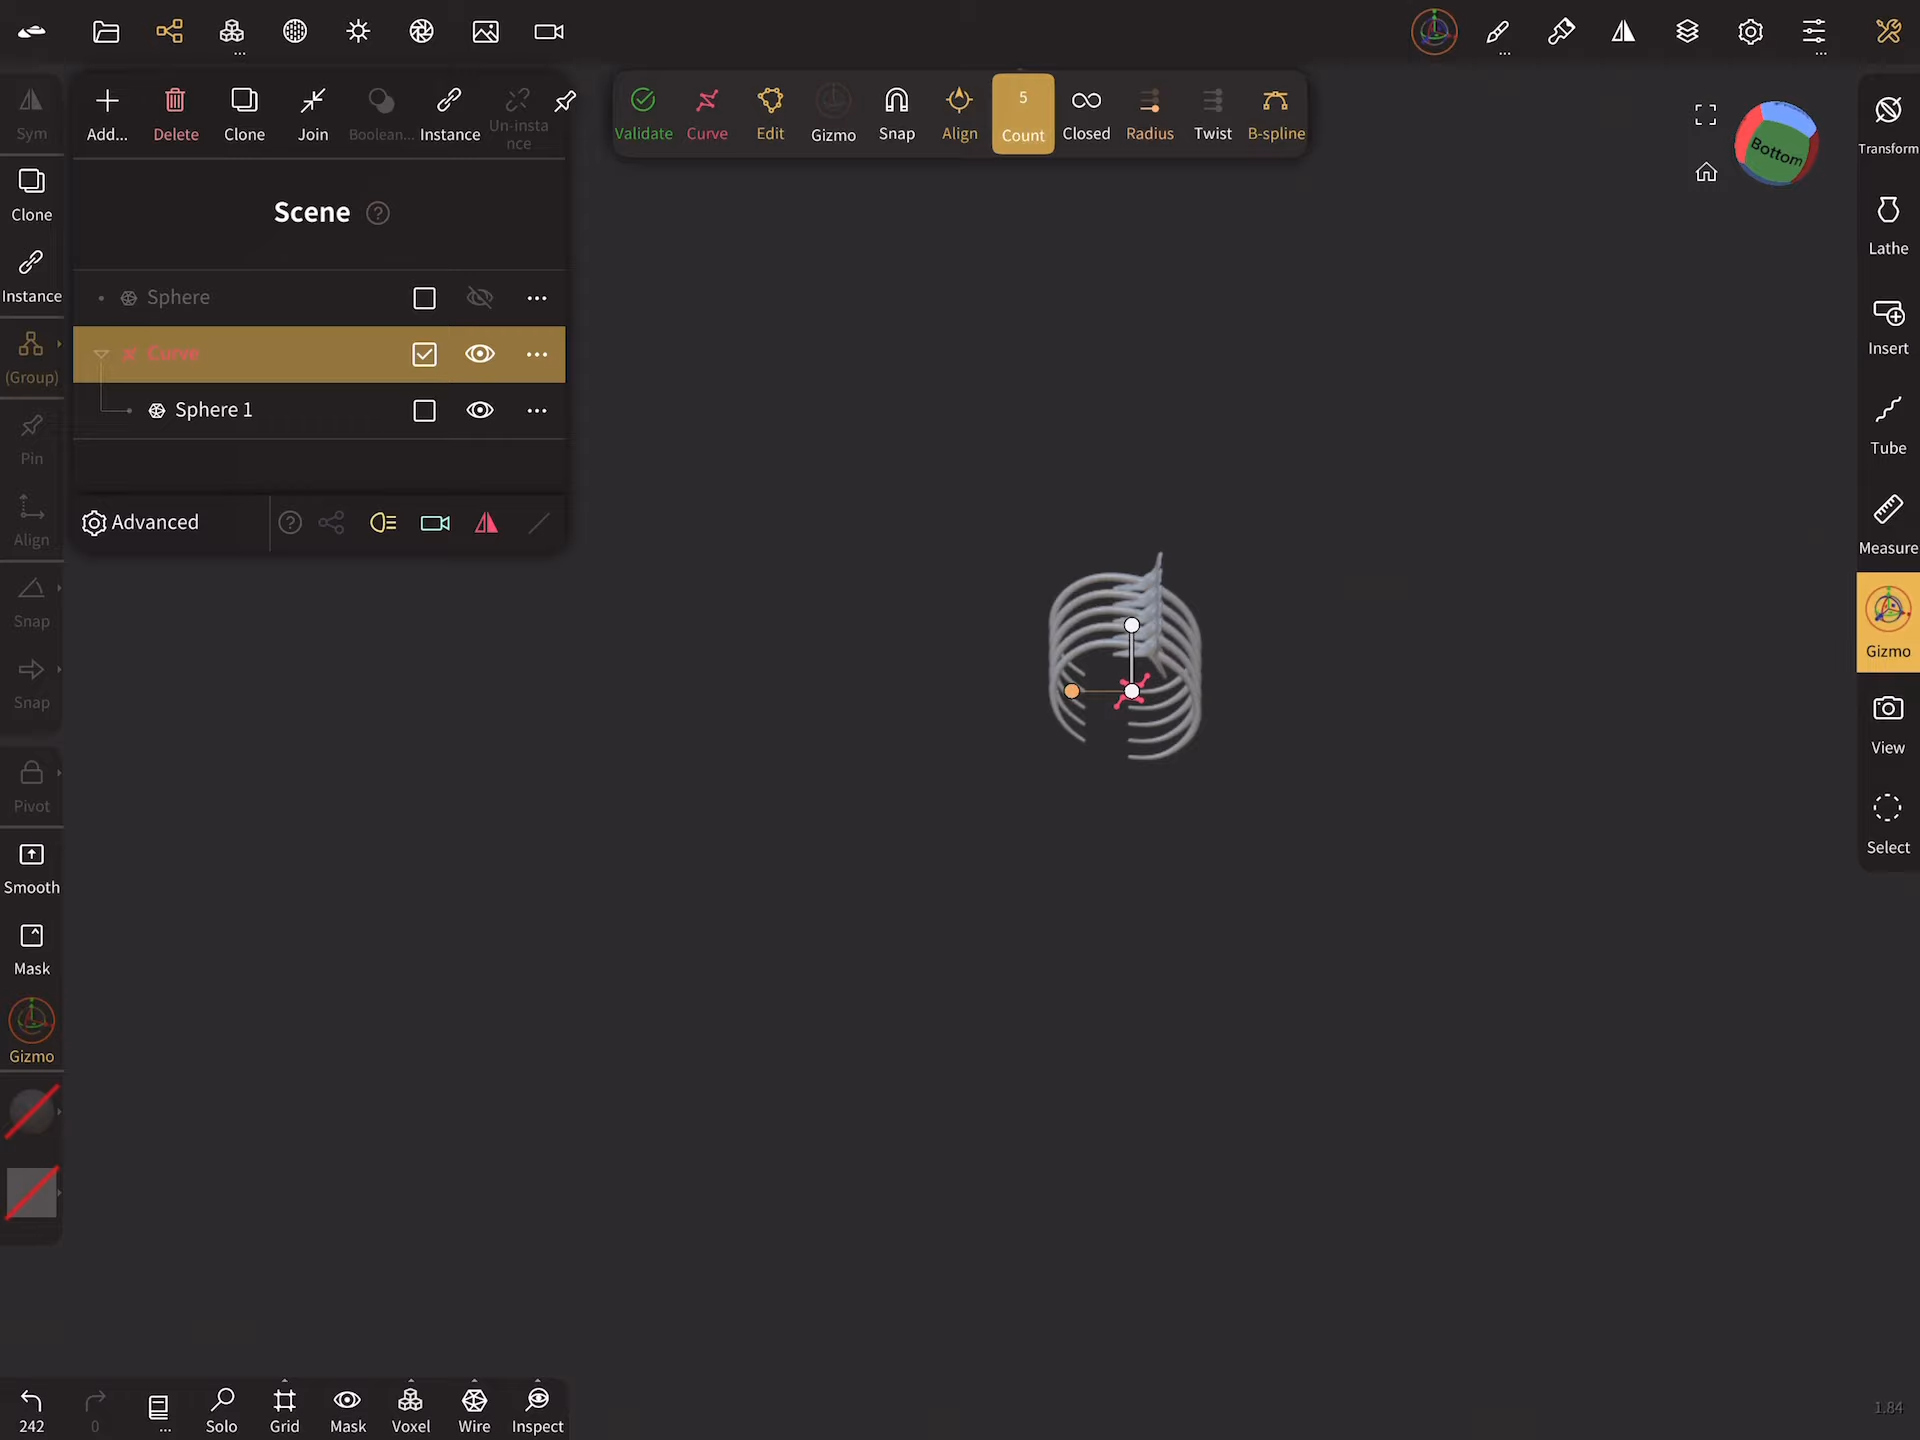 Sym
Clone
Instance
(Group)
Pin
Align
Snap
Snap
Pivot
Smooth
Mask
Gizmo
Add...
Delete
Clone
Join
Boolean...
Instance
Un-insta
nce
Scene ?
Sphere
Curve
Sphere 1
Advanced
?
Validate
Curve
Edit
Gizmo
Snap
Align
5
Count
Closed
Radius
Twist
B-spline
Bottom
Transform
Lathe
Insert
Tube
Measure
Gizmo
View
Select
242
0
...
Solo
Grid
Mask
Voxel
Wire
Inspect
1.84